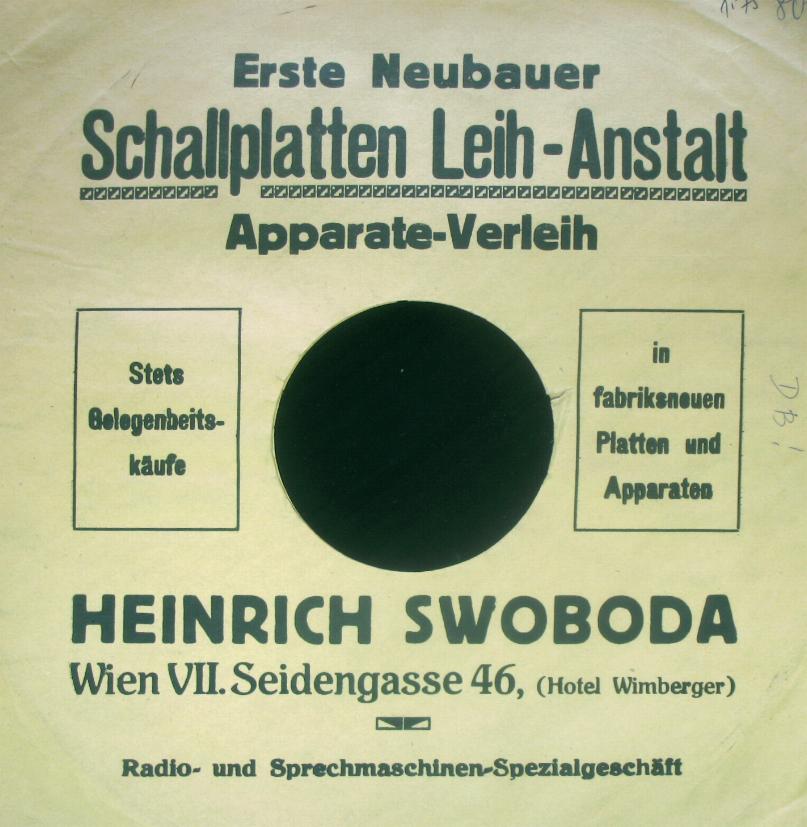 Erste Neubauer
Schallplatten Leih-Anstalt
Apparate-Verleih
Stets
Gelegenheits-
käufe
in
fabriksneuen
Platten und
Apparaten
DB!
HEINRICH SWOBODA
Wien VII. Seidengasse 46, (Hotel Wimberger)
Radio- und Sprechmaschinen-Spezialgeschäft